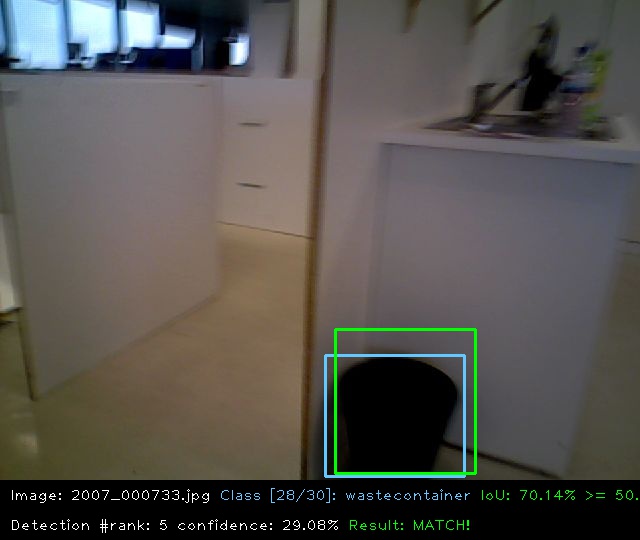 Image: 2007_000733.jpg Class [28/30]: wastecontainer IoU: 70.14% >= 50.
Detection #rank: 5 confidence: 29.08% Result: MATCH!